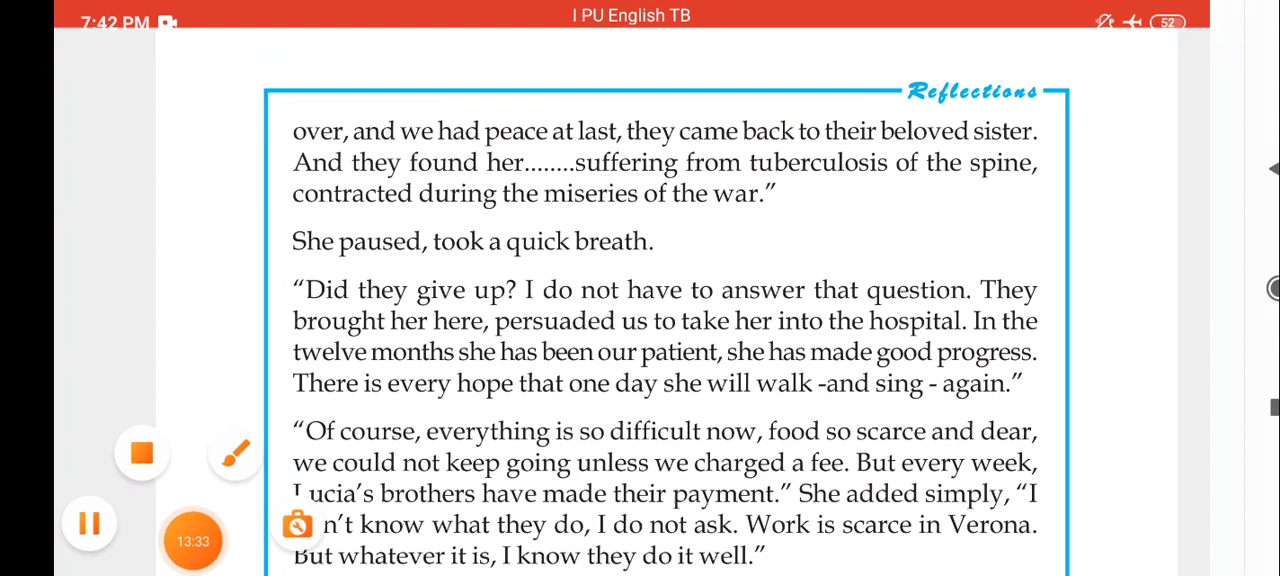 7:42 PM
I PU English TB
52
Reflections
over, and we had peace at last, they came back to their beloved sister.
And they found her........suffering from tuberculosis of the spine,
contracted during the miseries of the war.”
She paused, took a quick breath.
“Did they give up? I do not have to answer that question. They
brought her here, persuaded us to take her into the hospital. In the
twelve months she has been our patient, she has made good progress.
There is every hope that one day she will walk -and sing - again.”
“Of course, everything is so difficult now, food so scarce and dear,
we could not keep going unless we charged a fee. But every week,
Lucia’s brothers have made their payment.” She added simply, “I
n’t know what they do, I do not ask. Work is scarce in Verona.
But whatever it is, I know they do it well.”
13:33